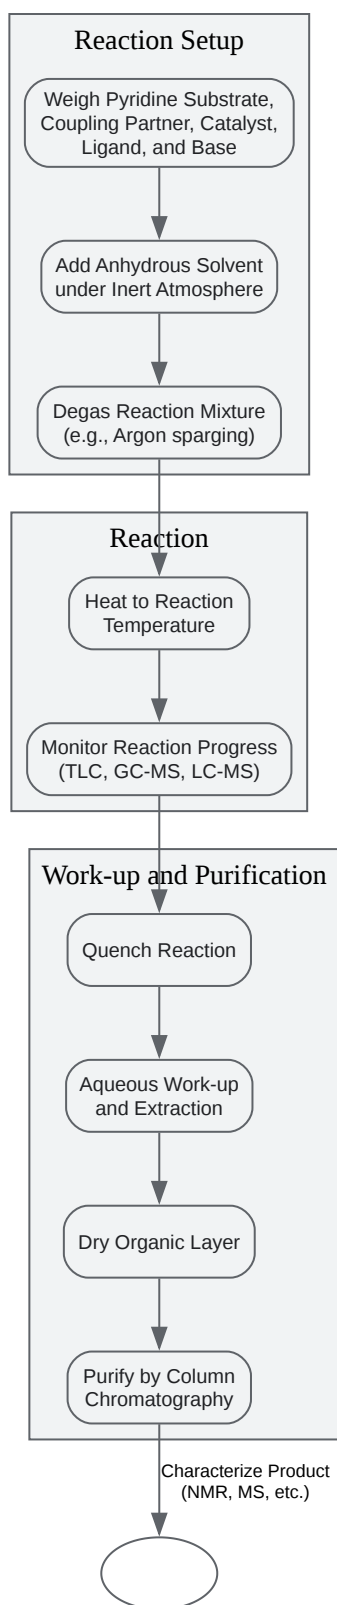 Reaction Setup
Weigh Pyridine Substrate,
Coupling Partner, Catalyst,
Ligand, and Base
Add Anhydrous Solvent
under Inert Atmosphere
Degas Reaction Mixture
(e.g., Argon sparging)
Reaction
Heat to Reaction
Temperature
Monitor Reaction Progress
(TLC, GC-MS, LC-MS)
Work-up and Purification
Quench Reaction
Aqueous Work-up
and Extraction
Dry Organic Layer
Purify by Column
Chromatography
Characterize Product
(NMR, MS, etc.)